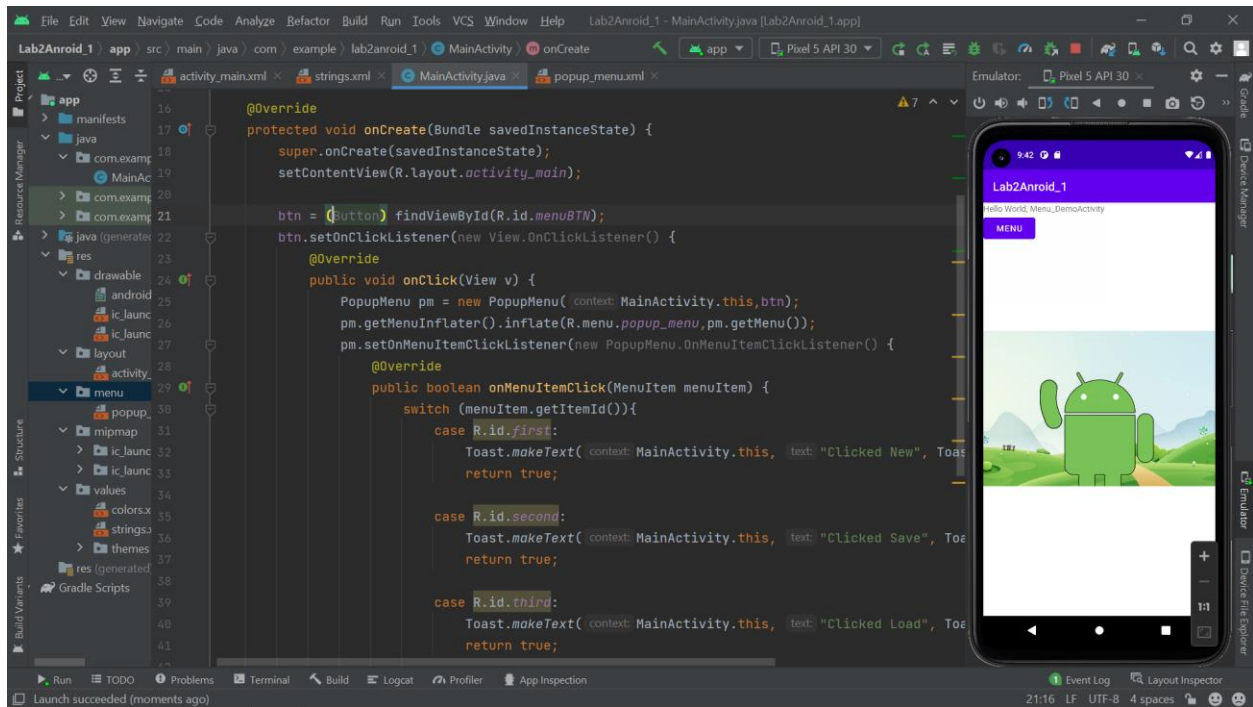 File Edit View Navigate Code Analyze Refactor Build Run Tools VCS Window Help Lab2Anroid_1 - MainActivity.java [Lab2Anroid_1.app]
Lab2Anroid_1 app src main java com example lab2anroid_1 MainActivity onCreate app Pixel 5 API 30
activity_main.xml strings.xml MainActivity.java popup_menu.xml
Emulator: Pixel 5 API 30
Project
Resource Manager
Structure
Favorites
Build Variants
app
manifests
java
com.examp
MainAc
com.examp
com.examp
java (generated
res
drawable
android
ic_launc
ic_launc
layout
activity_
menu
popup_
mipmap
ic_launc
ic_launc
values
colors.x
strings.x
themes
res (generated)
Gradle Scripts
7
16 @Override
17 protected void onCreate(Bundle savedInstanceState) {
18 super.onCreate(savedInstanceState);
19 setContentView(R.layout.activity_main);
20
21 btn = (Button) findViewById(R.id.menuBTN);
22 btn.setOnClickListener(new View.OnClickListener() {
23 @Override
24 public void onClick(View v) {
25 PopupMenu pm = new PopupMenu( context: MainActivity.this,btn);
26 pm.getMenuInflater().inflate(R.menu.popup_menu,pm.getMenu());
27 pm.setOnMenuItemClickListener(new PopupMenu.OnMenuItemClickListener() {
28 @Override
29 public boolean onMenuItemClick(MenuItem menuItem) {
30 switch (menuItem.getItemId()){
31 case R.id.first:
32 Toast.makeText( context: MainActivity.this, text: "Clicked New", Toas
33 return true;
34
35 case R.id.second:
36 Toast.makeText( context: MainActivity.this, text: "Clicked Save", Toa
37 return true;
38
39 case R.id.third:
40 Toast.makeText( context: MainActivity.this, text: "Clicked Load", Toa
41 return true;
9:42
Lab2Anroid_1
Hello World, Menu_DemoActivity
MENU
1:1
Gradle
Device Manager
Emulator
Device File Explorer
Run TODO Problems Terminal Build Logcat Profiler App Inspection 1 Event Log Layout Inspector
Launch succeeded (moments ago) 21:16 LF UTF-8 4 spaces